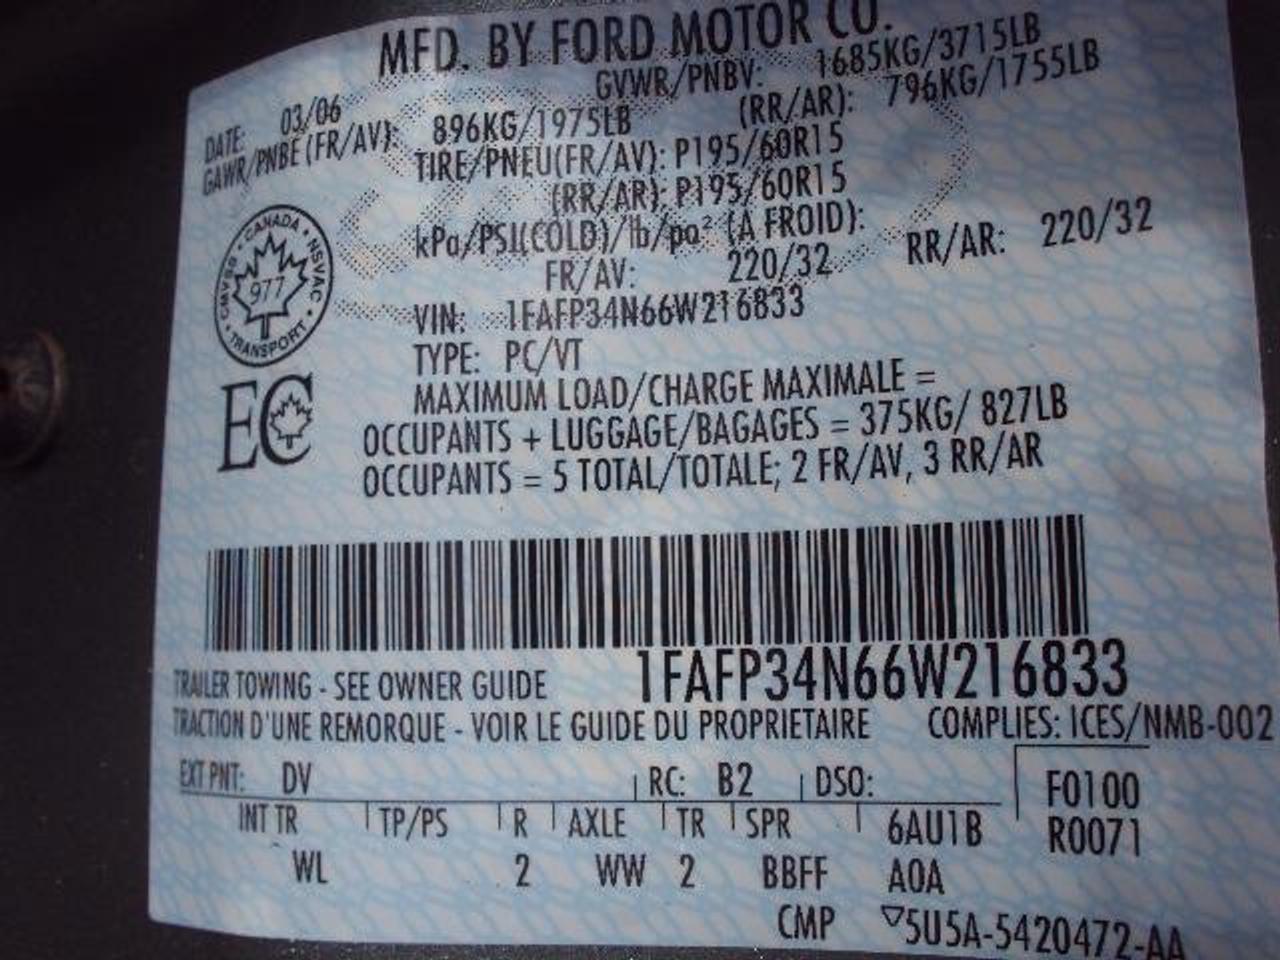 MFD. BY FORD MOTOR CO.
DATE: 03/06 GVWR/PNBV: 1685KG/3715LB
GAWR/PNBE (FR/AV): 896KG/1975LB (RR/AR): 796KG/1755LB
TIRE/PNEU(FR/AV): P195/60R15
(RR/AR): P195/60R15
kPa/PSI(COLD)/lb/po² (A FROID):
FR/AV: 220/32 RR/AR: 220/32
VIN: 1FAFP34N66W216833
TYPE: PC/VT
CANADA • NSVAC • TRANSPORT • CMVSS •
977
EC
MAXIMUM LOAD/CHARGE MAXIMALE =
OCCUPANTS + LUGGAGE/BAGAGES = 375KG/ 827LB
OCCUPANTS = 5 TOTAL/TOTALE; 2 FR/AV, 3 RR/AR
1FAFP34N66W216833
TRAILER TOWING - SEE OWNER GUIDE
TRACTION D'UNE REMORQUE - VOIR LE GUIDE DU PROPRIETAIRE COMPLIES: ICES/NMB-002
EXT PNT: DV RC: B2 DSO: F0100
INT TR TP/PS R AXLE TR SPR 6AU1B R0071
WL 2 WW 2 BBFF AOA
CMP ▽5U5A-5420472-AA